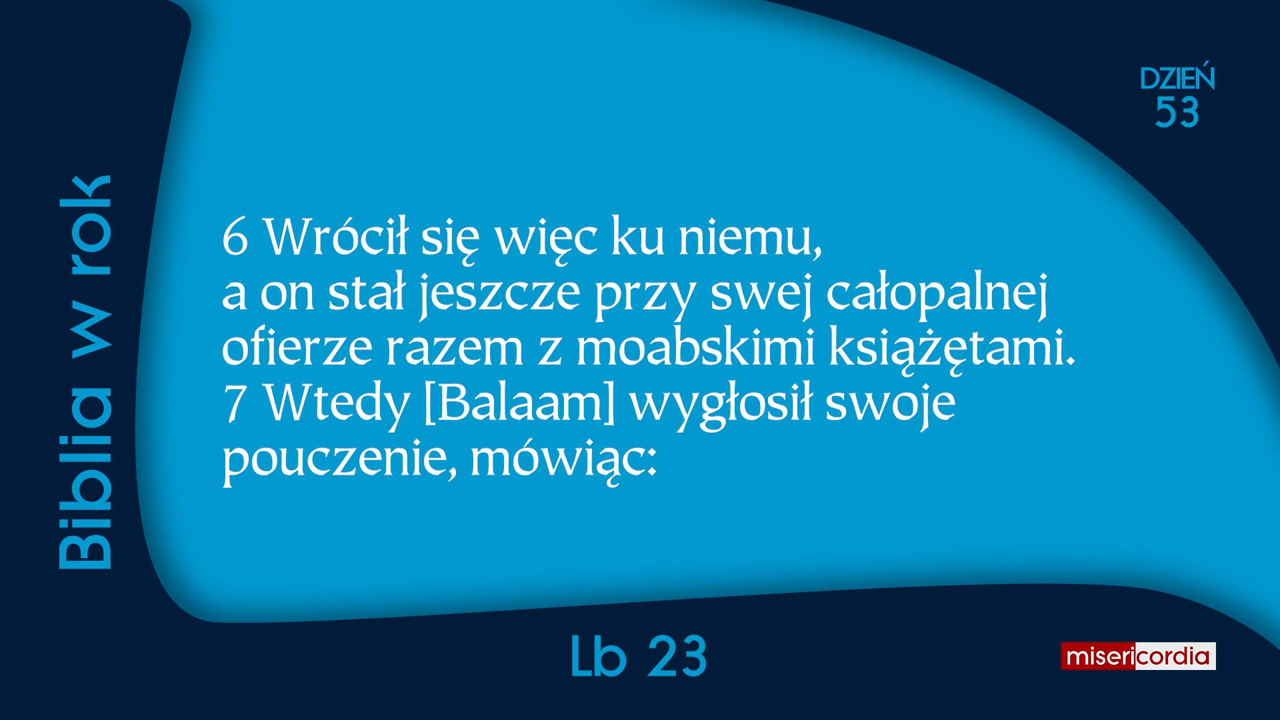 DZIEŃ
53
Biblia w rok
6 Wrócił się więc ku niemu,
a on stał jeszcze przy swej całopalnej
ofierze razem z moabskimi książętami.
7 Wtedy [Balaam] wygłosił swoje
pouczenie, mówiąc:
Lb 23
misericordia